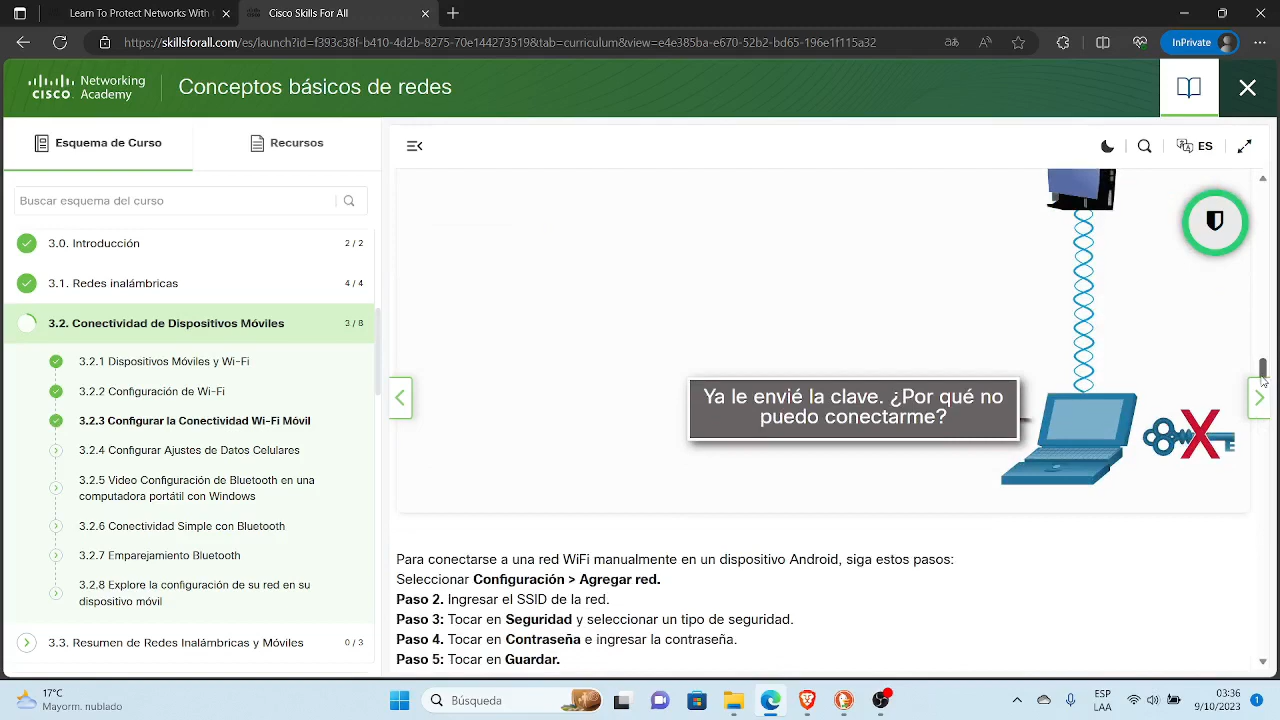 Learn To Protect Networks With
Cisco Skills For All
https://skillsforall.com/es/launch?id=f393c38f-b410-4d2b-8275-70c144d73519&tab=curriculum&view=e4e385ba-e670-52b2-bd65-196e1f115a32
InPrivate
CISCO
Networking
Academy
Conceptos básicos de redes
Esquema de Curso
Recursos
ES
Buscar esquema del curso
3.0. Introducción 2 / 2
3.1. Redes inalámbricas 4 / 4
3.2. Conectividad de Dispositivos Móviles 3 / 8
3.2.1 Dispositivos Móviles y Wi-Fi
3.2.2 Configuración de Wi-Fi
3.2.3 Configurar la Conectividad Wi-Fi Móvil
3.2.4 Configurar Ajustes de Datos Celulares
3.2.5 Video Configuración de Bluetooth en una
computadora portátil con Windows
3.2.6 Conectividad Simple con Bluetooth
3.2.7 Emparejamiento Bluetooth
3.2.8 Explore la configuración de su red en su
dispositivo móvil
3.3. Resumen de Redes Inalámbricas y Móviles 0 / 3
Ya le envié la clave. ¿Por qué no
puedo conectarme?
Para conectarse a una red WiFi manualmente en un dispositivo Android, siga estos pasos:
Seleccionar Configuración > Agregar red.
Paso 2. Ingresar el SSID de la red.
Paso 3: Tocar en Seguridad y seleccionar un tipo de seguridad.
Paso 4. Tocar en Contraseña e ingresar la contraseña.
Paso 5: Tocar en Guardar.
17°C
Mayorm. nublado
Búsqueda
ESP
LAA
03:36
9/10/2023
1